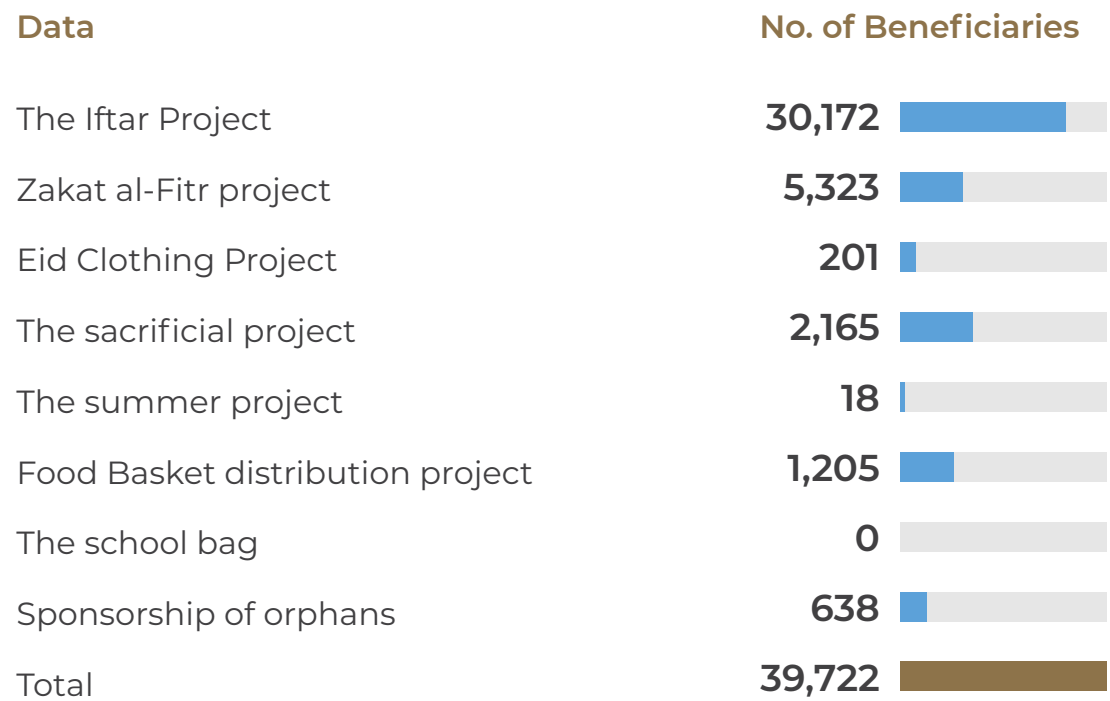 Data No. of Beneficiaries
The Iftar Project 30,172
Zakat al-Fitr project 5,323
Eid Clothing Project 201
The sacrificial project 2,165
The summer project 18
Food Basket distribution project 1,205
The school bag 0
Sponsorship of orphans 638
Total 39,722